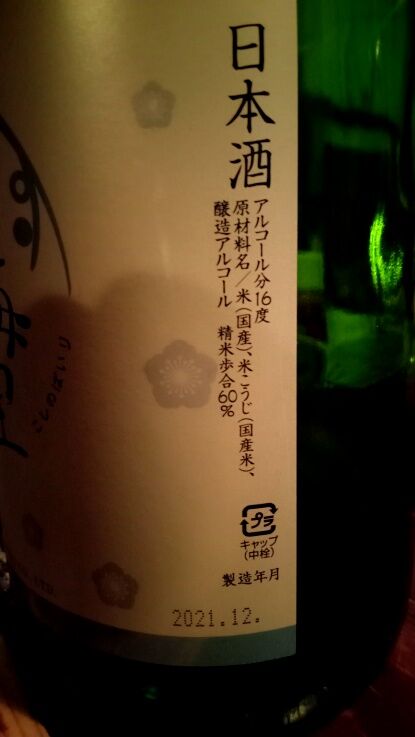 日本酒
アルコール分16度
原材料名/米(国産)、米こうじ(国産米)、
醸造アルコール 精米歩合60%
プラ
キャップ
(中栓)
製造年月
2021.12.